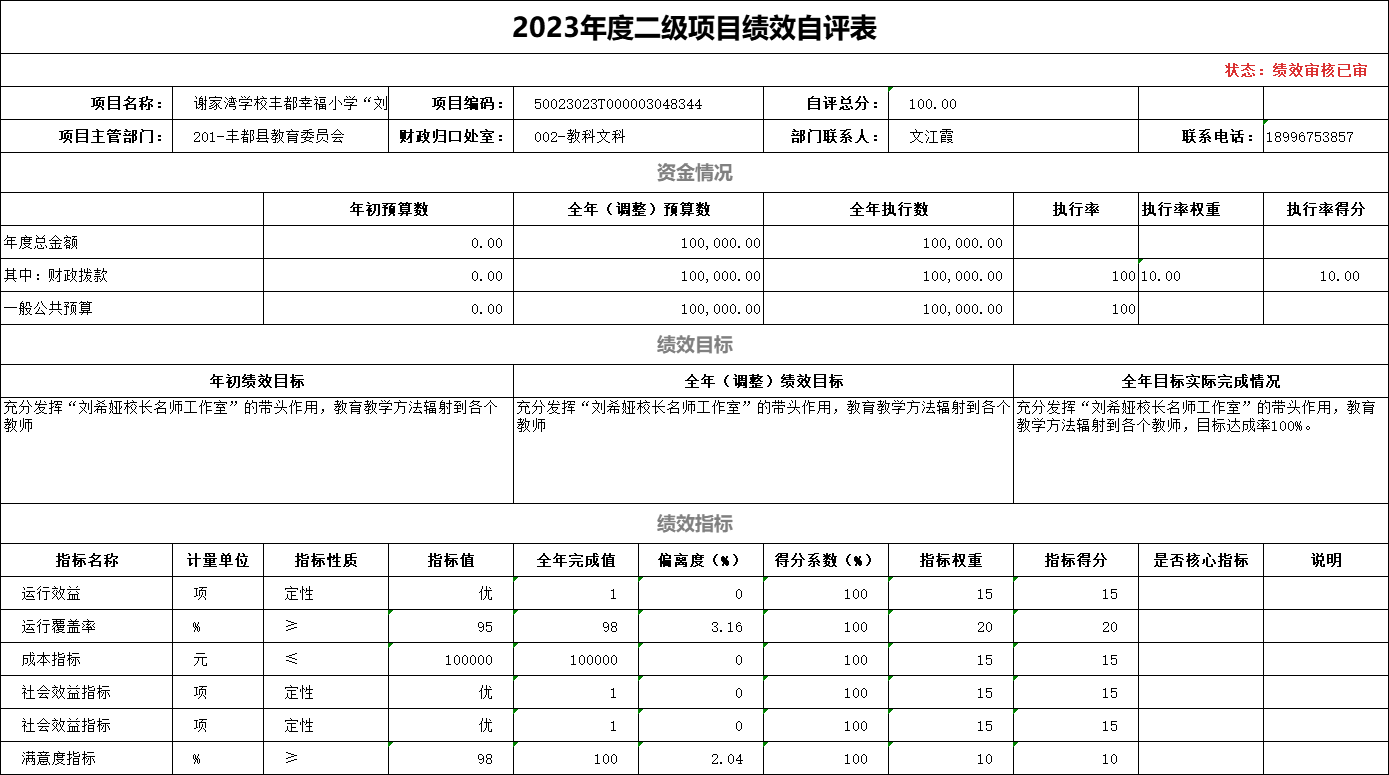 2023年度二级项目绩效自评表
状态：绩效审核已审
项目名称： 谢家湾学校丰都幸福小学“刘 项目编码： 50023023T000003048344 自评总分： 100.00
项目主管部门： 201-丰都县教育委员会 财政归口处室： 002-教科文科 部门联系人： 文江霞 联系电话： 18996753857
资金情况
年初预算数 全年（调整）预算数 全年执行数 执行率 执行率权重 执行率得分
年度总金额 0.00 100,000.00 100,000.00
其中：财政拨款 0.00 100,000.00 100,000.00 100 10.00 10.00
一般公共预算 0.00 100,000.00 100,000.00 100
绩效目标
年初绩效目标 全年（调整）绩效目标 全年目标实际完成情况
充分发挥“刘希娅校长名师工作室”的带头作用，教育教学方法辐射到各个
教师
充分发挥“刘希娅校长名师工作室”的带头作用，教育教学方法辐射到各个
教师
充分发挥“刘希娅校长名师工作室”的带头作用，教育
教学方法辐射到各个教师，目标达成率100%。
绩效指标
指标名称 计量单位 指标性质 指标值 全年完成值 偏离度（%） 得分系数（%） 指标权重 指标得分 是否核心指标 说明
运行效益 项 定性 优 1 0 100 15 15
运行覆盖率 % ≥ 95 98 3.16 100 20 20
成本指标 元 ≤ 100000 100000 0 100 15 15
社会效益指标 项 定性 优 1 0 100 15 15
社会效益指标 项 定性 优 1 0 100 15 15
满意度指标 % ≥ 98 100 2.04 100 10 10